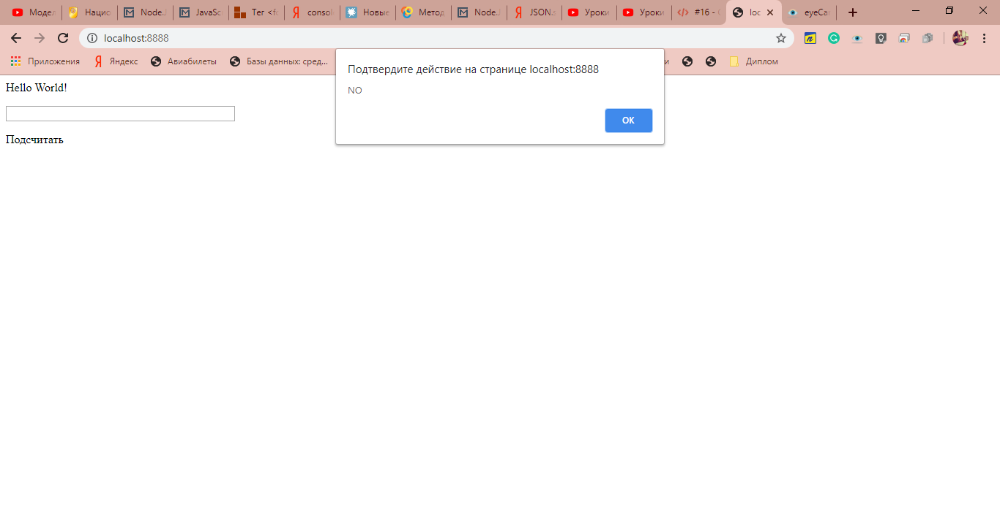 Модел Нацио Node.J JavaSc Тег <fo consol Новые Метод Node.J JSON.s Уроки Уроки #16 - loc eyeCa
localhost:8888
Приложения Яндекс Авиабилеты Базы данных: сред... и Диплом
Подтвердите действие на странице localhost:8888
NO
OK
Hello World!
Подсчитать